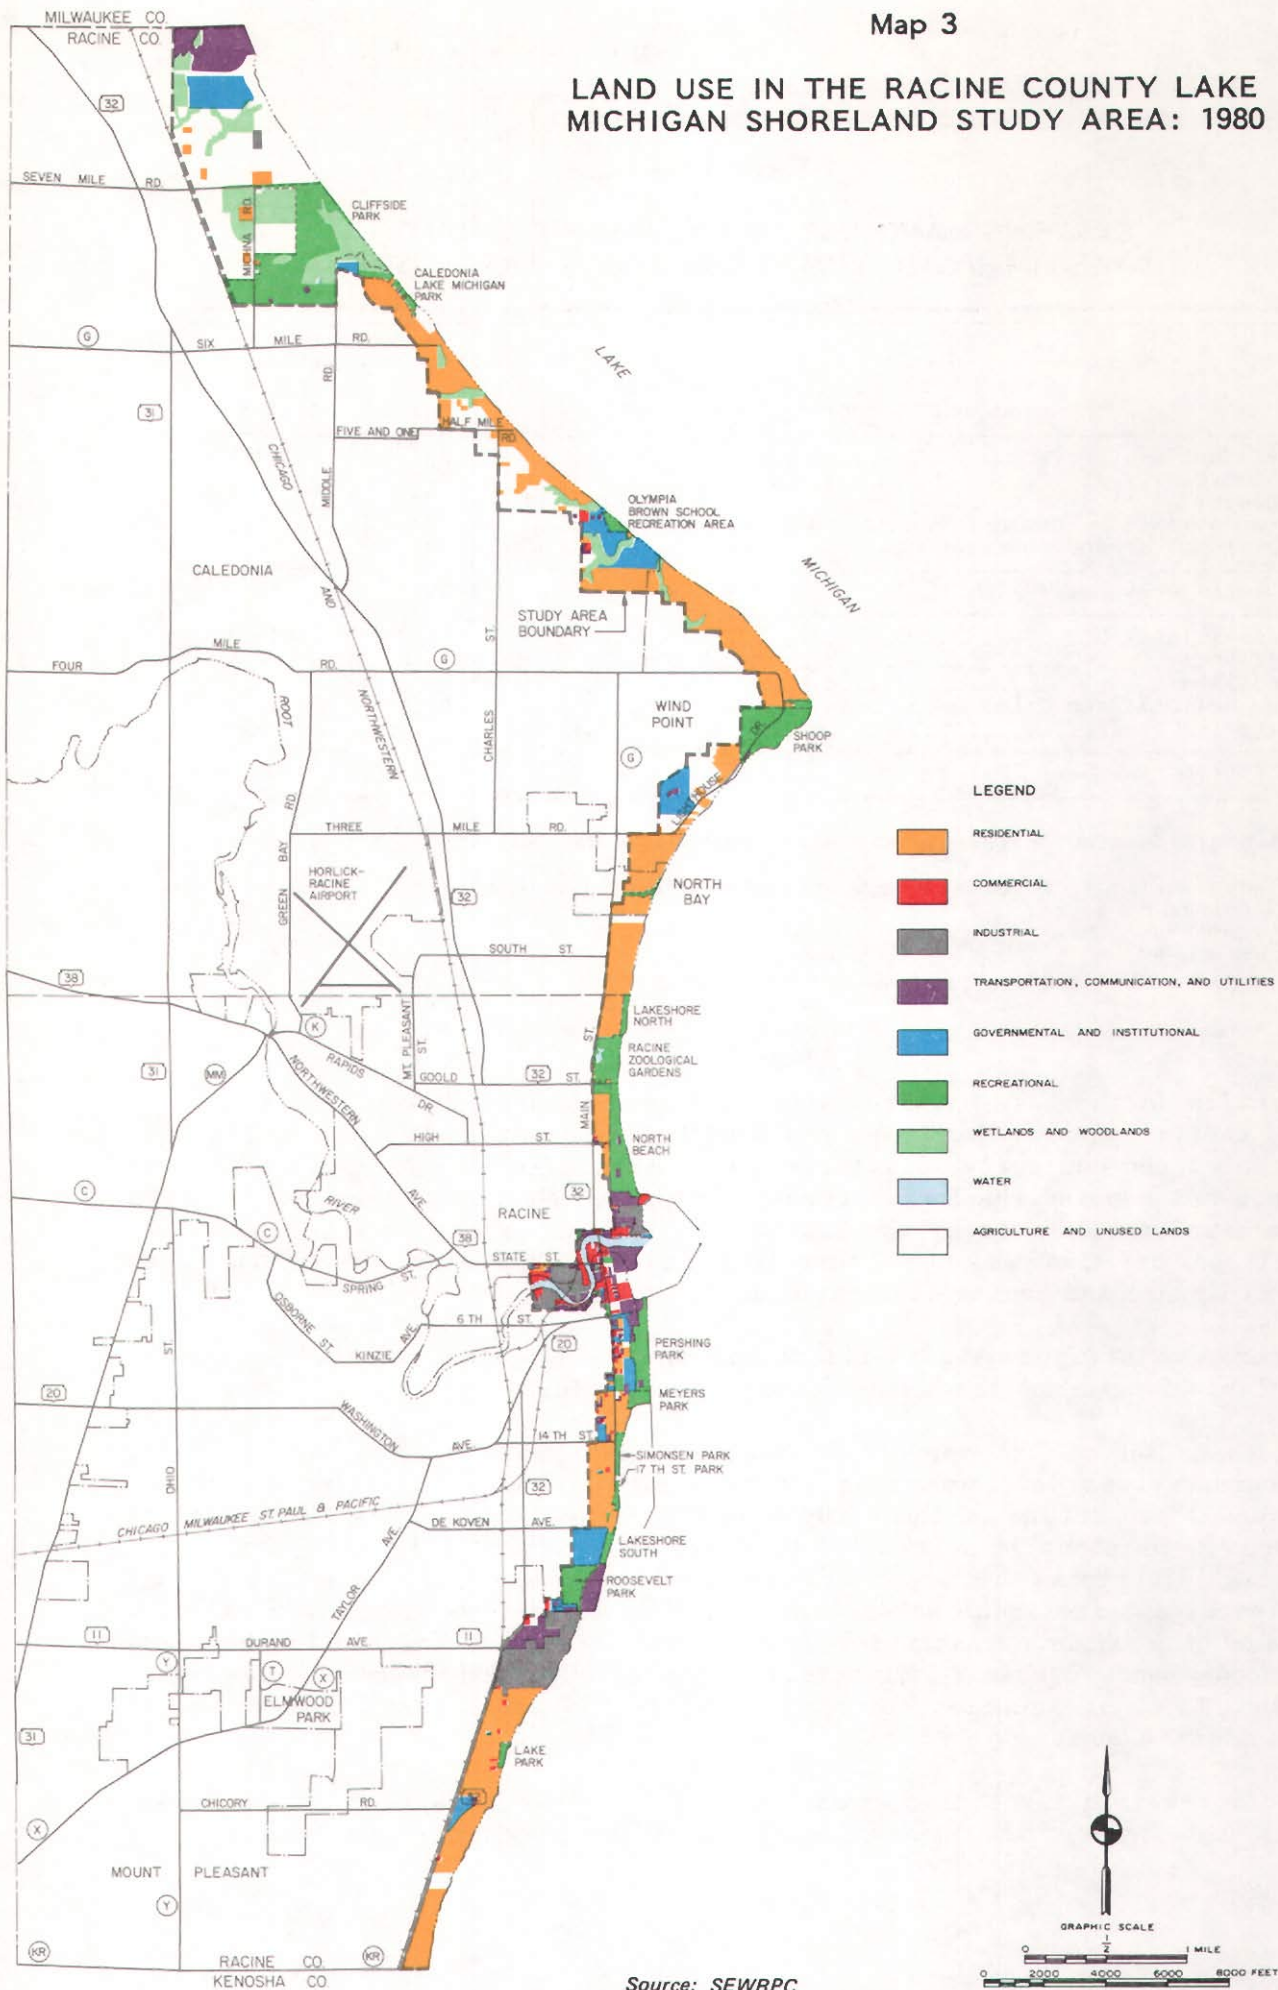 Map 3
LAND USE IN THE RACINE COUNTY LAKE
MICHIGAN SHORELAND STUDY AREA: 1980
MILWAUKEE CO.
RACINE CO.
32
SEVEN MILE RD.
MICHNA RD.
CLIFFSIDE
PARK
CALEDONIA
LAKE MICHIGAN
PARK
G
SIX MILE RD.
LAKE
31
MIDDLE RD.
FIVE AND ONE HALF MILE
RD.
CHICAGO AND NORTHWESTERN
OLYMPIA
BROWN SCHOOL
RECREATION AREA
MICHIGAN
CALEDONIA
STUDY AREA
BOUNDARY
FOUR MILE RD.
G
CHARLES ST.
ROOT
WIND
POINT
G
LIGHTHOUSE DR.
SHOOP
PARK
GREEN BAY RD.
THREE MILE RD.
HORLICK-
RACINE
AIRPORT
32
NORTH
BAY
SOUTH ST.
38
LAKESHORE
NORTH
K
MT. PLEASANT ST.
MAIN ST.
RACINE
ZOOLOGICAL
GARDENS
31
MM
NORTHWESTERN AVE.
RAPIDS DR.
GOOLD 32 ST.
HIGH ST.
NORTH
BEACH
C
RIVER
32
RACINE
C
38
STATE ST.
SPRING ST.
OSBORNE ST.
KINZIE AVE.
6 TH ST.
20
PERSHING
PARK
20
MEYERS
PARK
WASHINGTON AVE.
14 TH ST.
SIMONSEN PARK
17 TH ST. PARK
OHIO ST.
32
CHICAGO MILWAUKEE ST. PAUL & PACIFIC
DE KOVEN AVE.
LAKESHORE
SOUTH
TAYLOR AVE.
ROOSEVELT
PARK
11
DURAND AVE.
11
Y
T
X
ELMWOOD
PARK
31
LAKE
PARK
32
CHICORY RD.
X
MOUNT PLEASANT
Y
KR
RACINE CO.
KENOSHA CO.
KR
LEGEND
RESIDENTIAL
COMMERCIAL
INDUSTRIAL
TRANSPORTATION, COMMUNICATION, AND UTILITIES
GOVERNMENTAL AND INSTITUTIONAL
RECREATIONAL
WETLANDS AND WOODLANDS
WATER
AGRICULTURE AND UNUSED LANDS
GRAPHIC SCALE
0 1/2 1 MILE
0 2000 4000 6000 8000 FEET
Source: SEWRPC